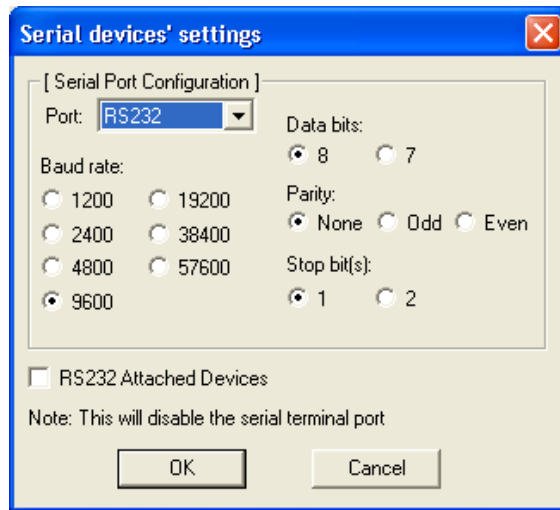 Serial devices' settings
[ Serial Port Configuration ]
Port: RS232
Data bits:
8 7
Baud rate:
1200 19200
2400 38400
4800 57600
9600
Parity:
None Odd Even
Stop bit(s):
1 2
RS232 Attached Devices
Note: This will disable the serial terminal port
OK Cancel